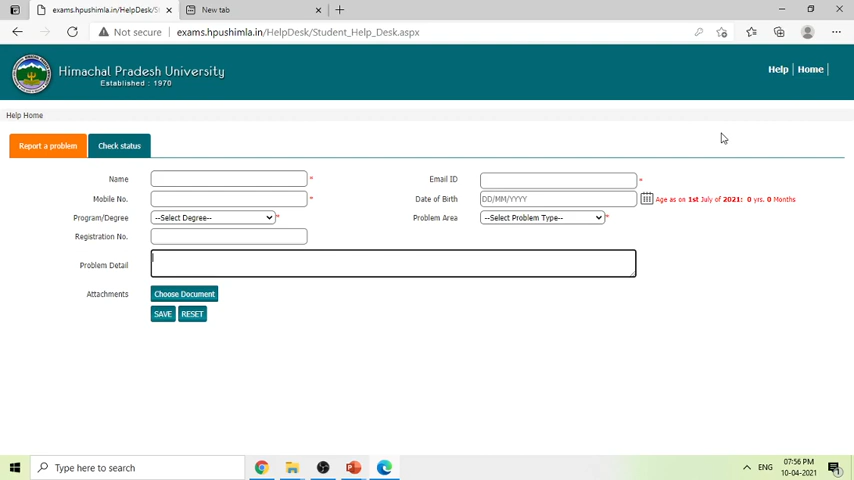 exams.hpushimla.in/HelpDesk/St
New tab
Not secure
exams.hpushimla.in/HelpDesk/Student_Help_Desk.aspx
Himachal Pradesh University
Established : 1970
Help
Home
Help Home
Report a problem
Check status
Name *
Email ID *
Mobile No. *
Date of Birth DD/MM/YYYY Age as on 1st July of 2021: 0 yrs. 0 Months
Program/Degree --Select Degree-- *
Problem Area --Select Problem Type-- *
Registration No.
Problem Detail
Attachments Choose Document
SAVE RESET
Type here to search
ENG
07:56 PM
10-04-2021